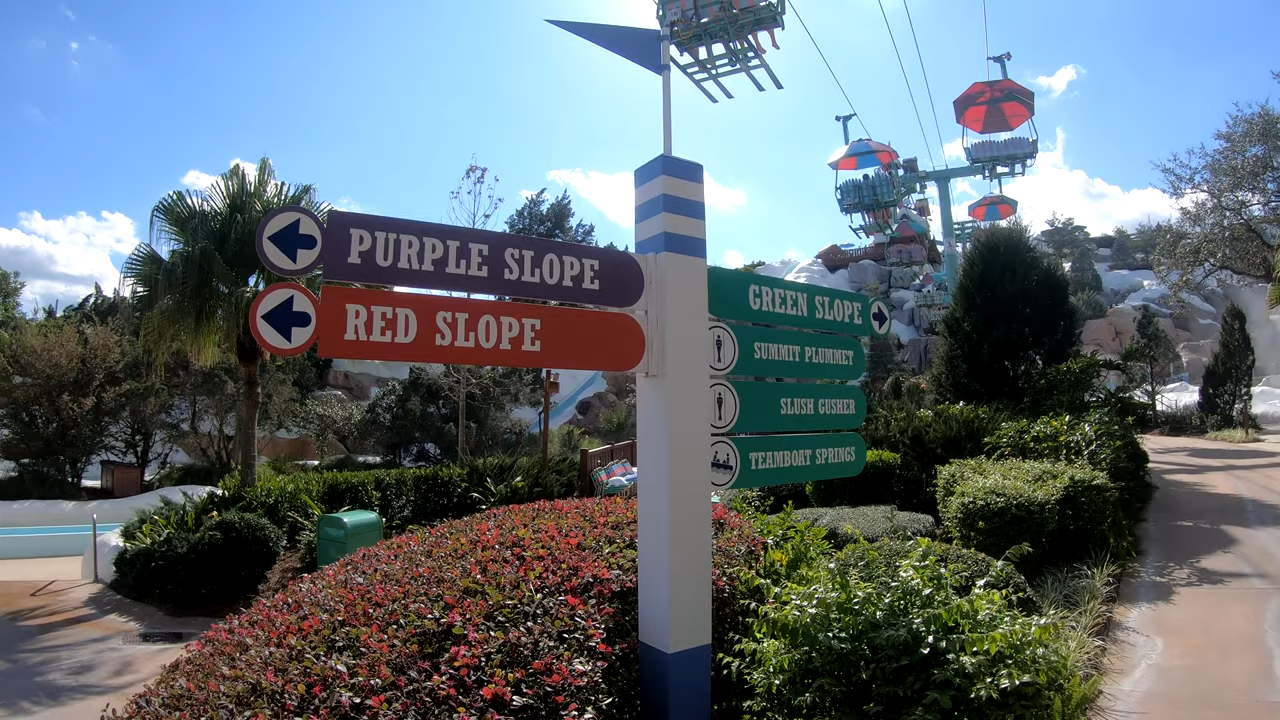 PURPLE SLOPE
RED SLOPE
GREEN SLOPE
SUMMIT PLUMMET
SLUSH GUSHER
TEAMBOAT SPRINGS